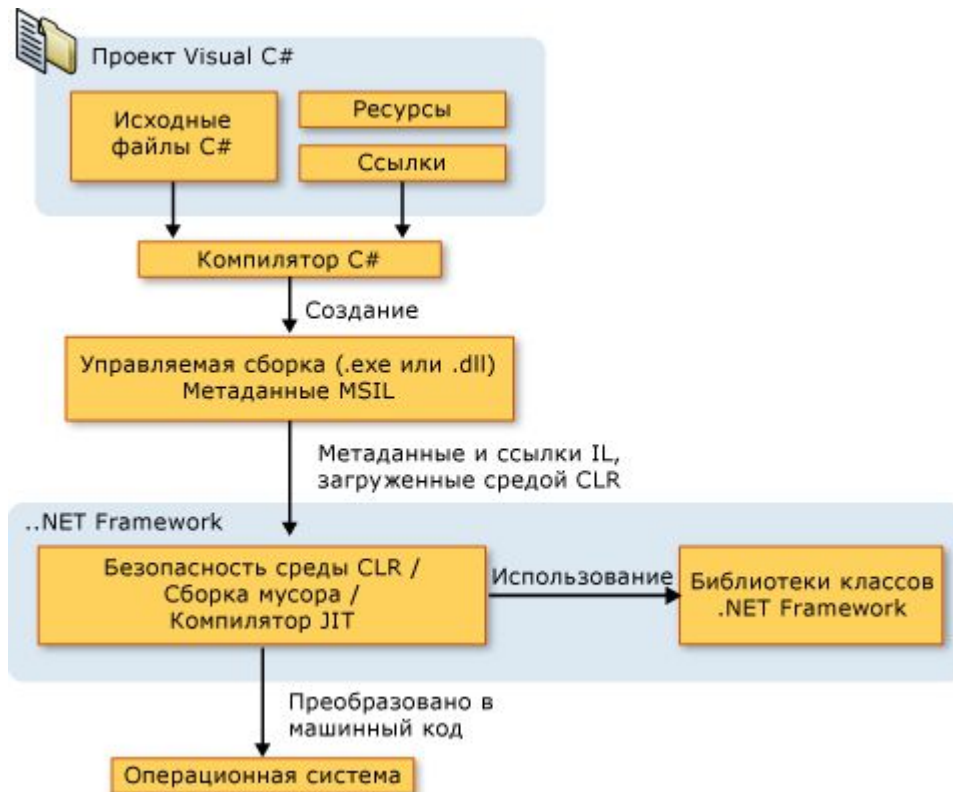 Проект Visual C#
Исходные
файлы C#
Ресурсы
Ссылки
Компилятор C#
Создание
Управляемая сборка (.exe или .dll)
Метаданные MSIL
Метаданные и ссылки IL,
загруженные средой CLR
..NET Framework
Безопасность среды CLR /
Сборка мусора /
Компилятор JIT
Использование
Библиотеки классов
.NET Framework
Преобразовано в
машинный код
Операционная система